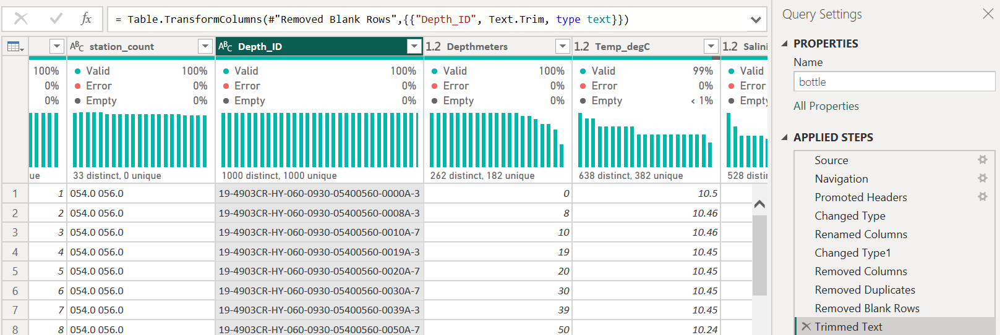 fx
= Table.TransformColumns(#"Removed Blank Rows",{{"Depth_ID", Text.Trim, type text}})
ABC station_count ABC Depth_ID 1.2 Depthmeters 1.2 Temp_degC 1.2 Salini
100% Valid 100% Valid 100% Valid 100% Valid 99% Valid
0% Error 0% Error 0% Error 0% Error 0% Error
0% Empty 0% Empty 0% Empty 0% Empty < 1% Empty
ue 33 distinct, 0 unique 1000 distinct, 1000 unique 262 distinct, 182 unique 638 distinct, 382 unique 528 distin
1 1 054.0 056.0 19-4903CR-HY-060-0930-05400560-0000A-3 0 10.5
2 2 054.0 056.0 19-4903CR-HY-060-0930-05400560-0008A-3 8 10.46
3 3 054.0 056.0 19-4903CR-HY-060-0930-05400560-0010A-7 10 10.46
4 4 054.0 056.0 19-4903CR-HY-060-0930-05400560-0019A-3 19 10.45
5 5 054.0 056.0 19-4903CR-HY-060-0930-05400560-0020A-7 20 10.45
6 6 054.0 056.0 19-4903CR-HY-060-0930-05400560-0030A-7 30 10.45
7 7 054.0 056.0 19-4903CR-HY-060-0930-05400560-0039A-3 39 10.45
8 8 054.0 056.0 19-4903CR-HY-060-0930-05400560-0050A-7 50 10.24
Query Settings
PROPERTIES
Name
bottle
All Properties
APPLIED STEPS
Source
Navigation
Promoted Headers
Changed Type
Renamed Columns
Changed Type1
Removed Columns
Removed Duplicates
Removed Blank Rows
Trimmed Text